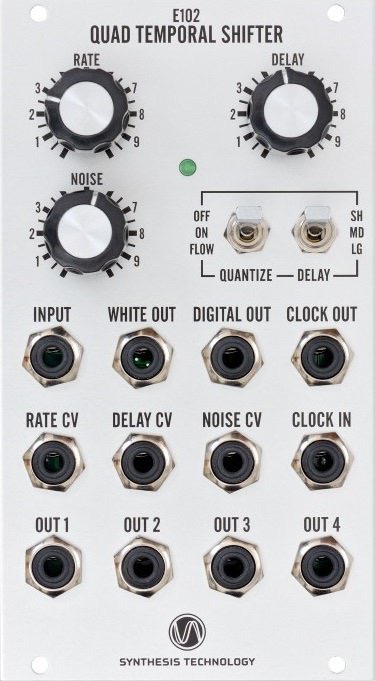 E102
QUAD TEMPORAL SHIFTER
RATE DELAY
3 7 3 7
2 8 2 8
1 9 1 9
NOISE
3 7
2 8
1 9
OFF SH
ON MD
FLOW LG
QUANTIZE DELAY
INPUT WHITE OUT DIGITAL OUT CLOCK OUT
RATE CV DELAY CV NOISE CV CLOCK IN
OUT 1 OUT 2 OUT 3 OUT 4
SYNTHESIS TECHNOLOGY